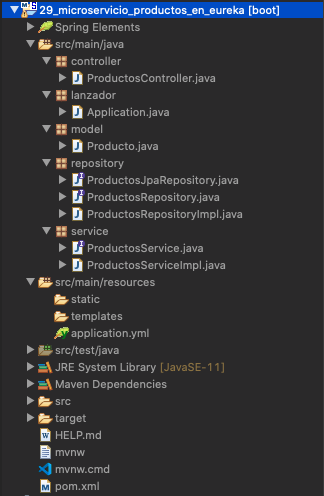 29_microservicio_productos_en_eureka [boot]
Spring Elements
src/main/java
controller
ProductosController.java
lanzador
Application.java
model
Producto.java
repository
ProductosJpaRepository.java
ProductosRepository.java
ProductosRepositoryImpl.java
service
ProductosService.java
ProductosServiceImpl.java
src/main/resources
static
templates
application.yml
src/test/java
JRE System Library [JavaSE-11]
Maven Dependencies
src
target
HELP.md
mvnw
mvnw.cmd
pom.xml